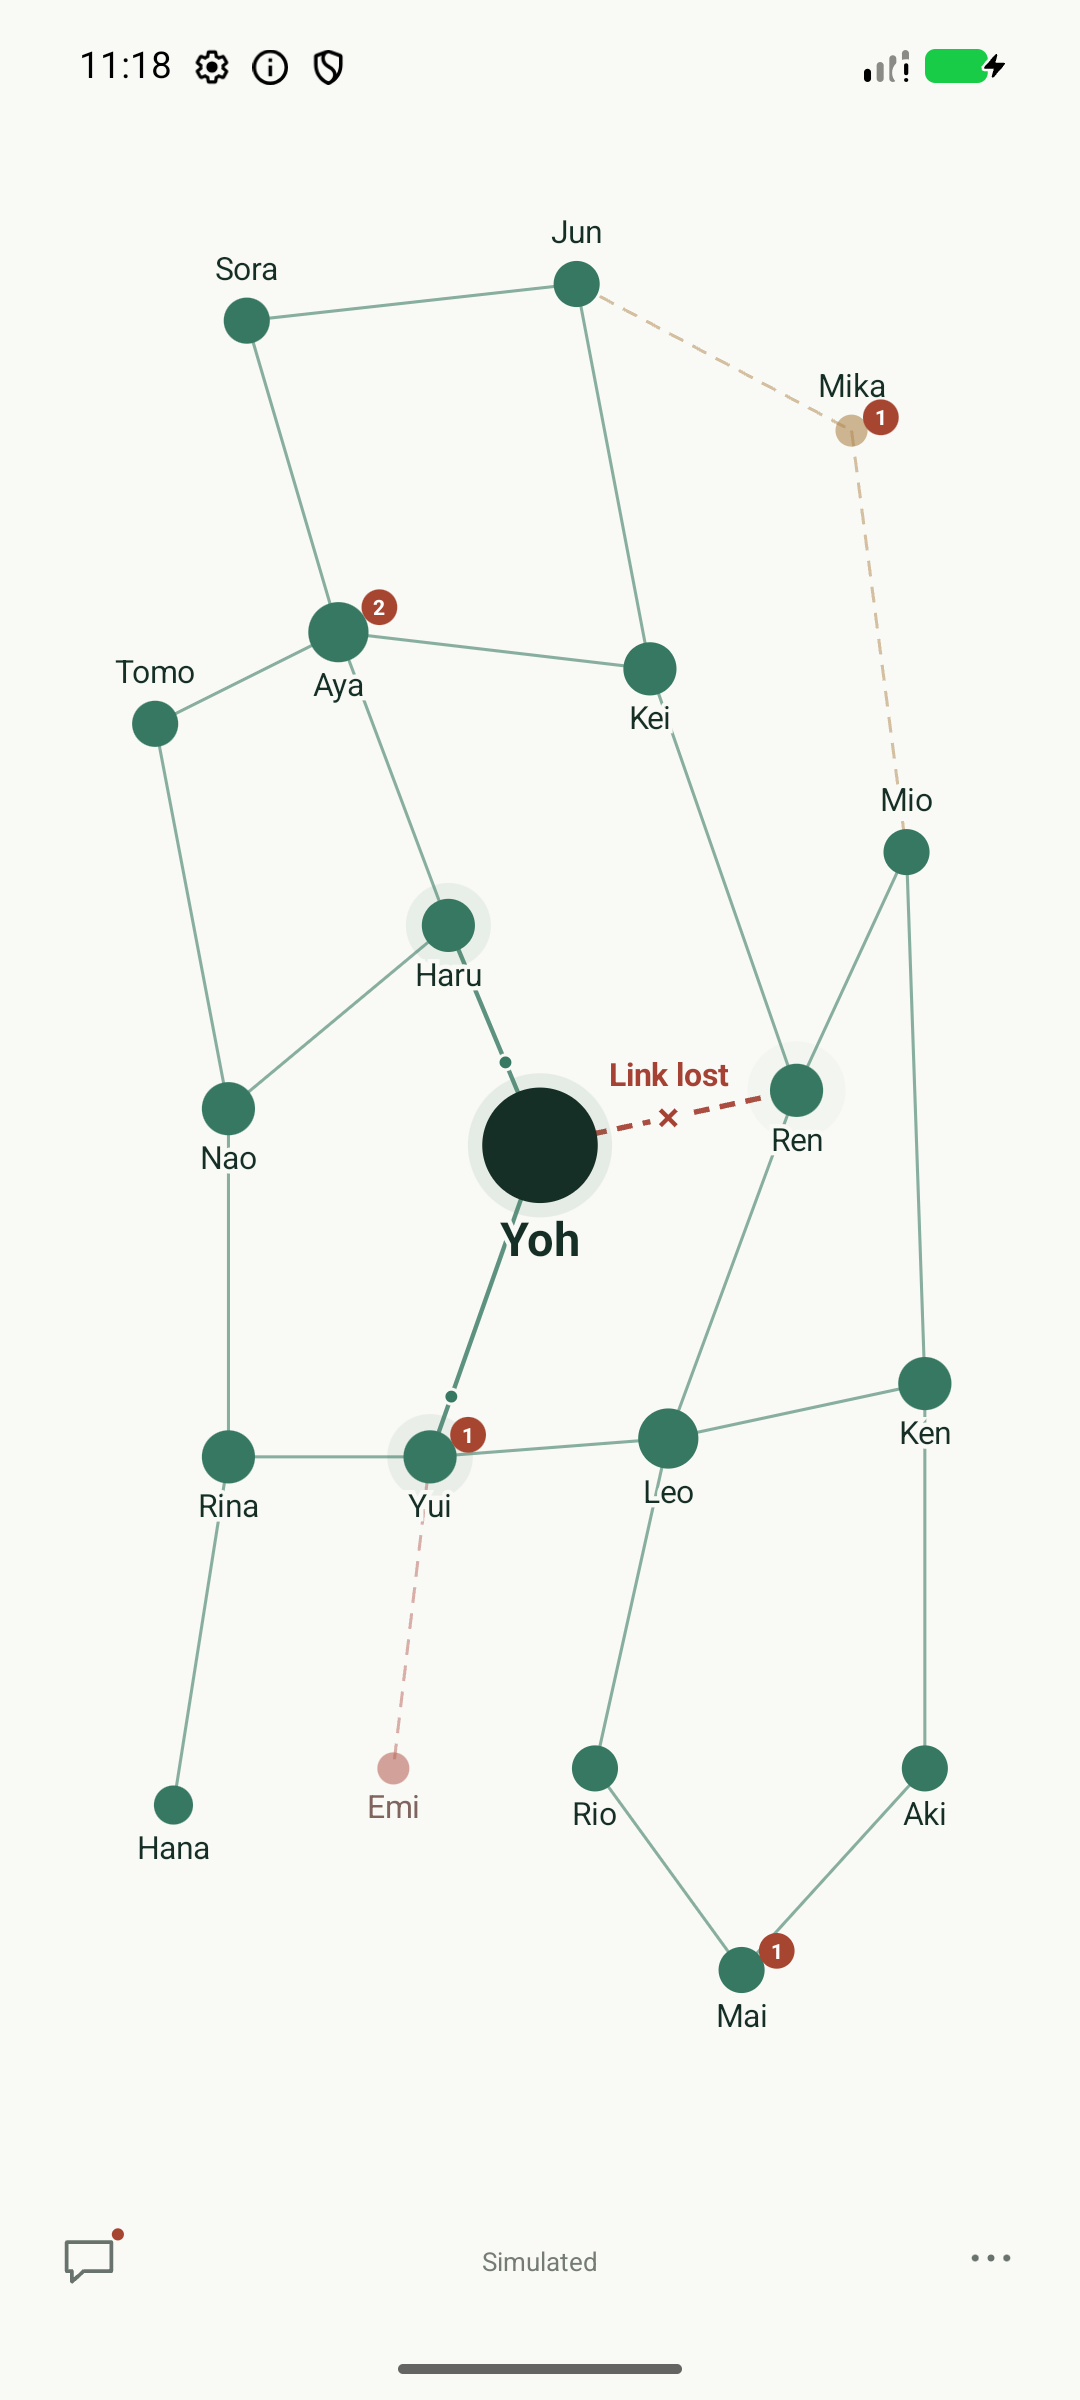 11:18
Jun
Sora
Mika
1
2
Tomo
Aya
Kei
Mio
Haru
Link lost
Ren
Nao
Yoh
1
Ken
Rina
Yui
Leo
Emi
Rio
Aki
Hana
1
Mai
Simulated